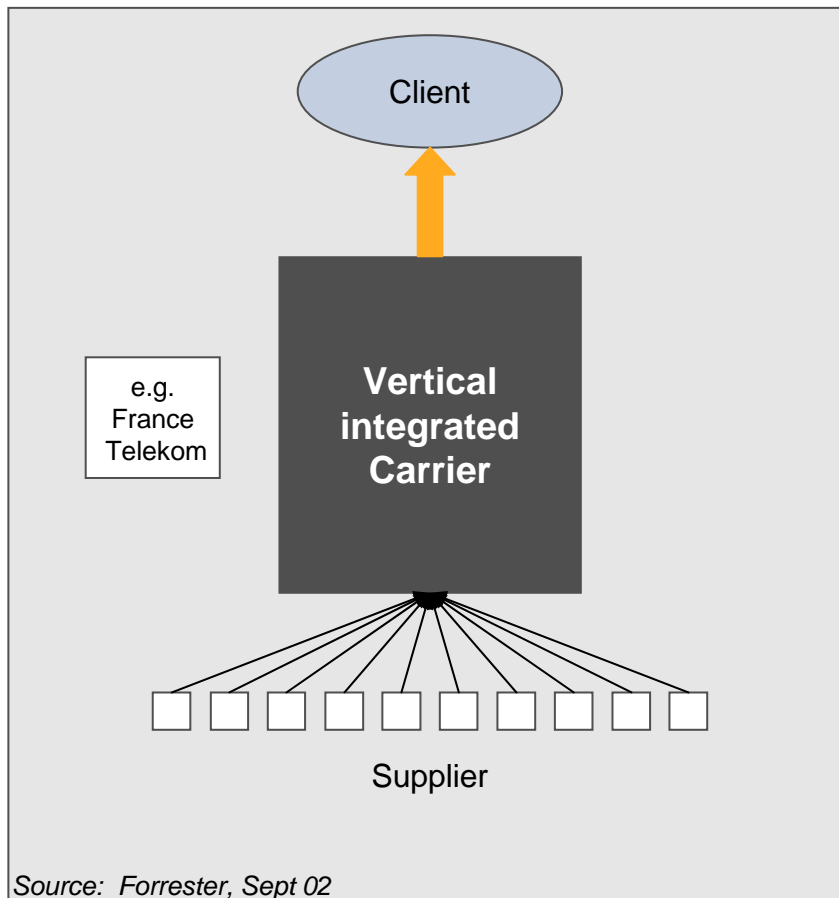 Client
Vertical
integrated
Carrier
e.g.
France
Telekom
Supplier
Source: Forrester, Sept 02